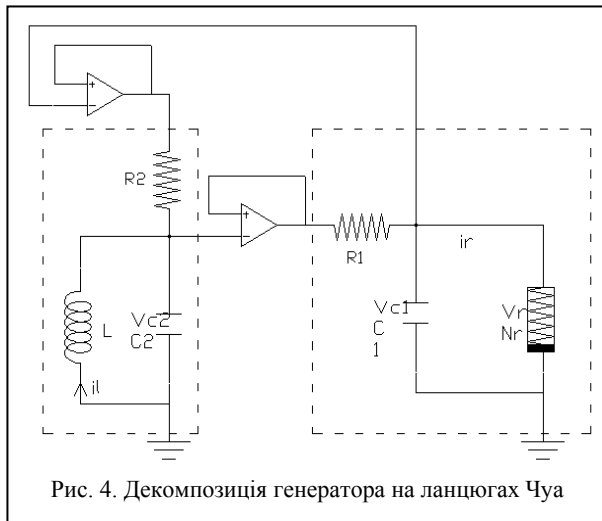 +
-
R2
+
-
R1
ir
L
Vc2
C2
il
Vc1
C
1
Vr
Nr
Рис. 4. Декомпозиція генератора на ланцюгах Чуа